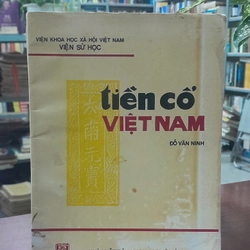 VIỆN KHOA HỌC XÃ HỘI VIỆT NAM
VIỆN SỬ HỌC
tiền cổ
VIỆT NAM
ĐỖ VĂN NINH